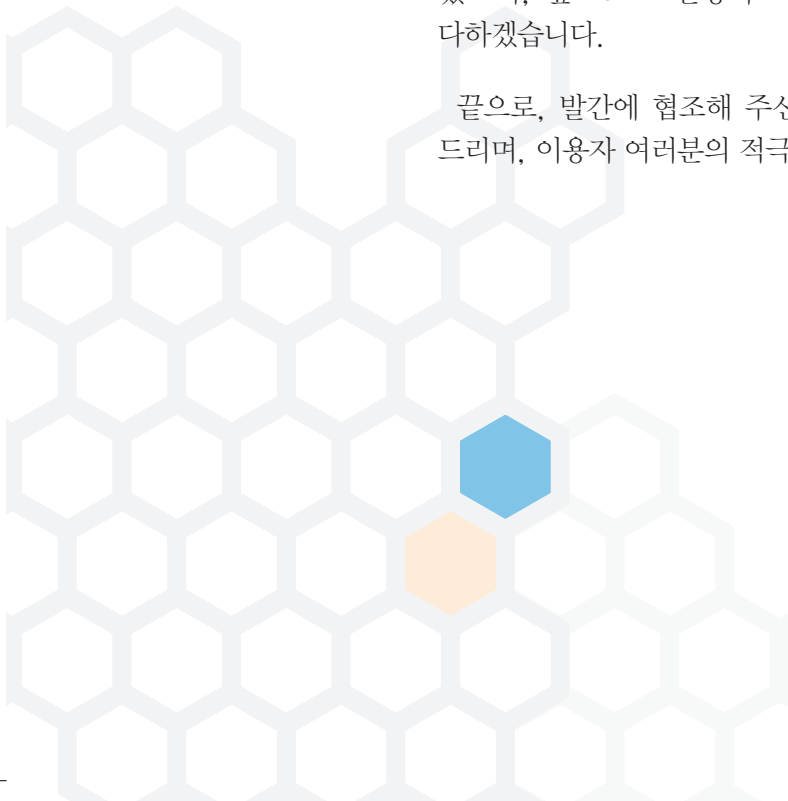 다하겠습니다.
끝으로, 발간에 협조해 주신
드리며, 이용자 여러분의 적극